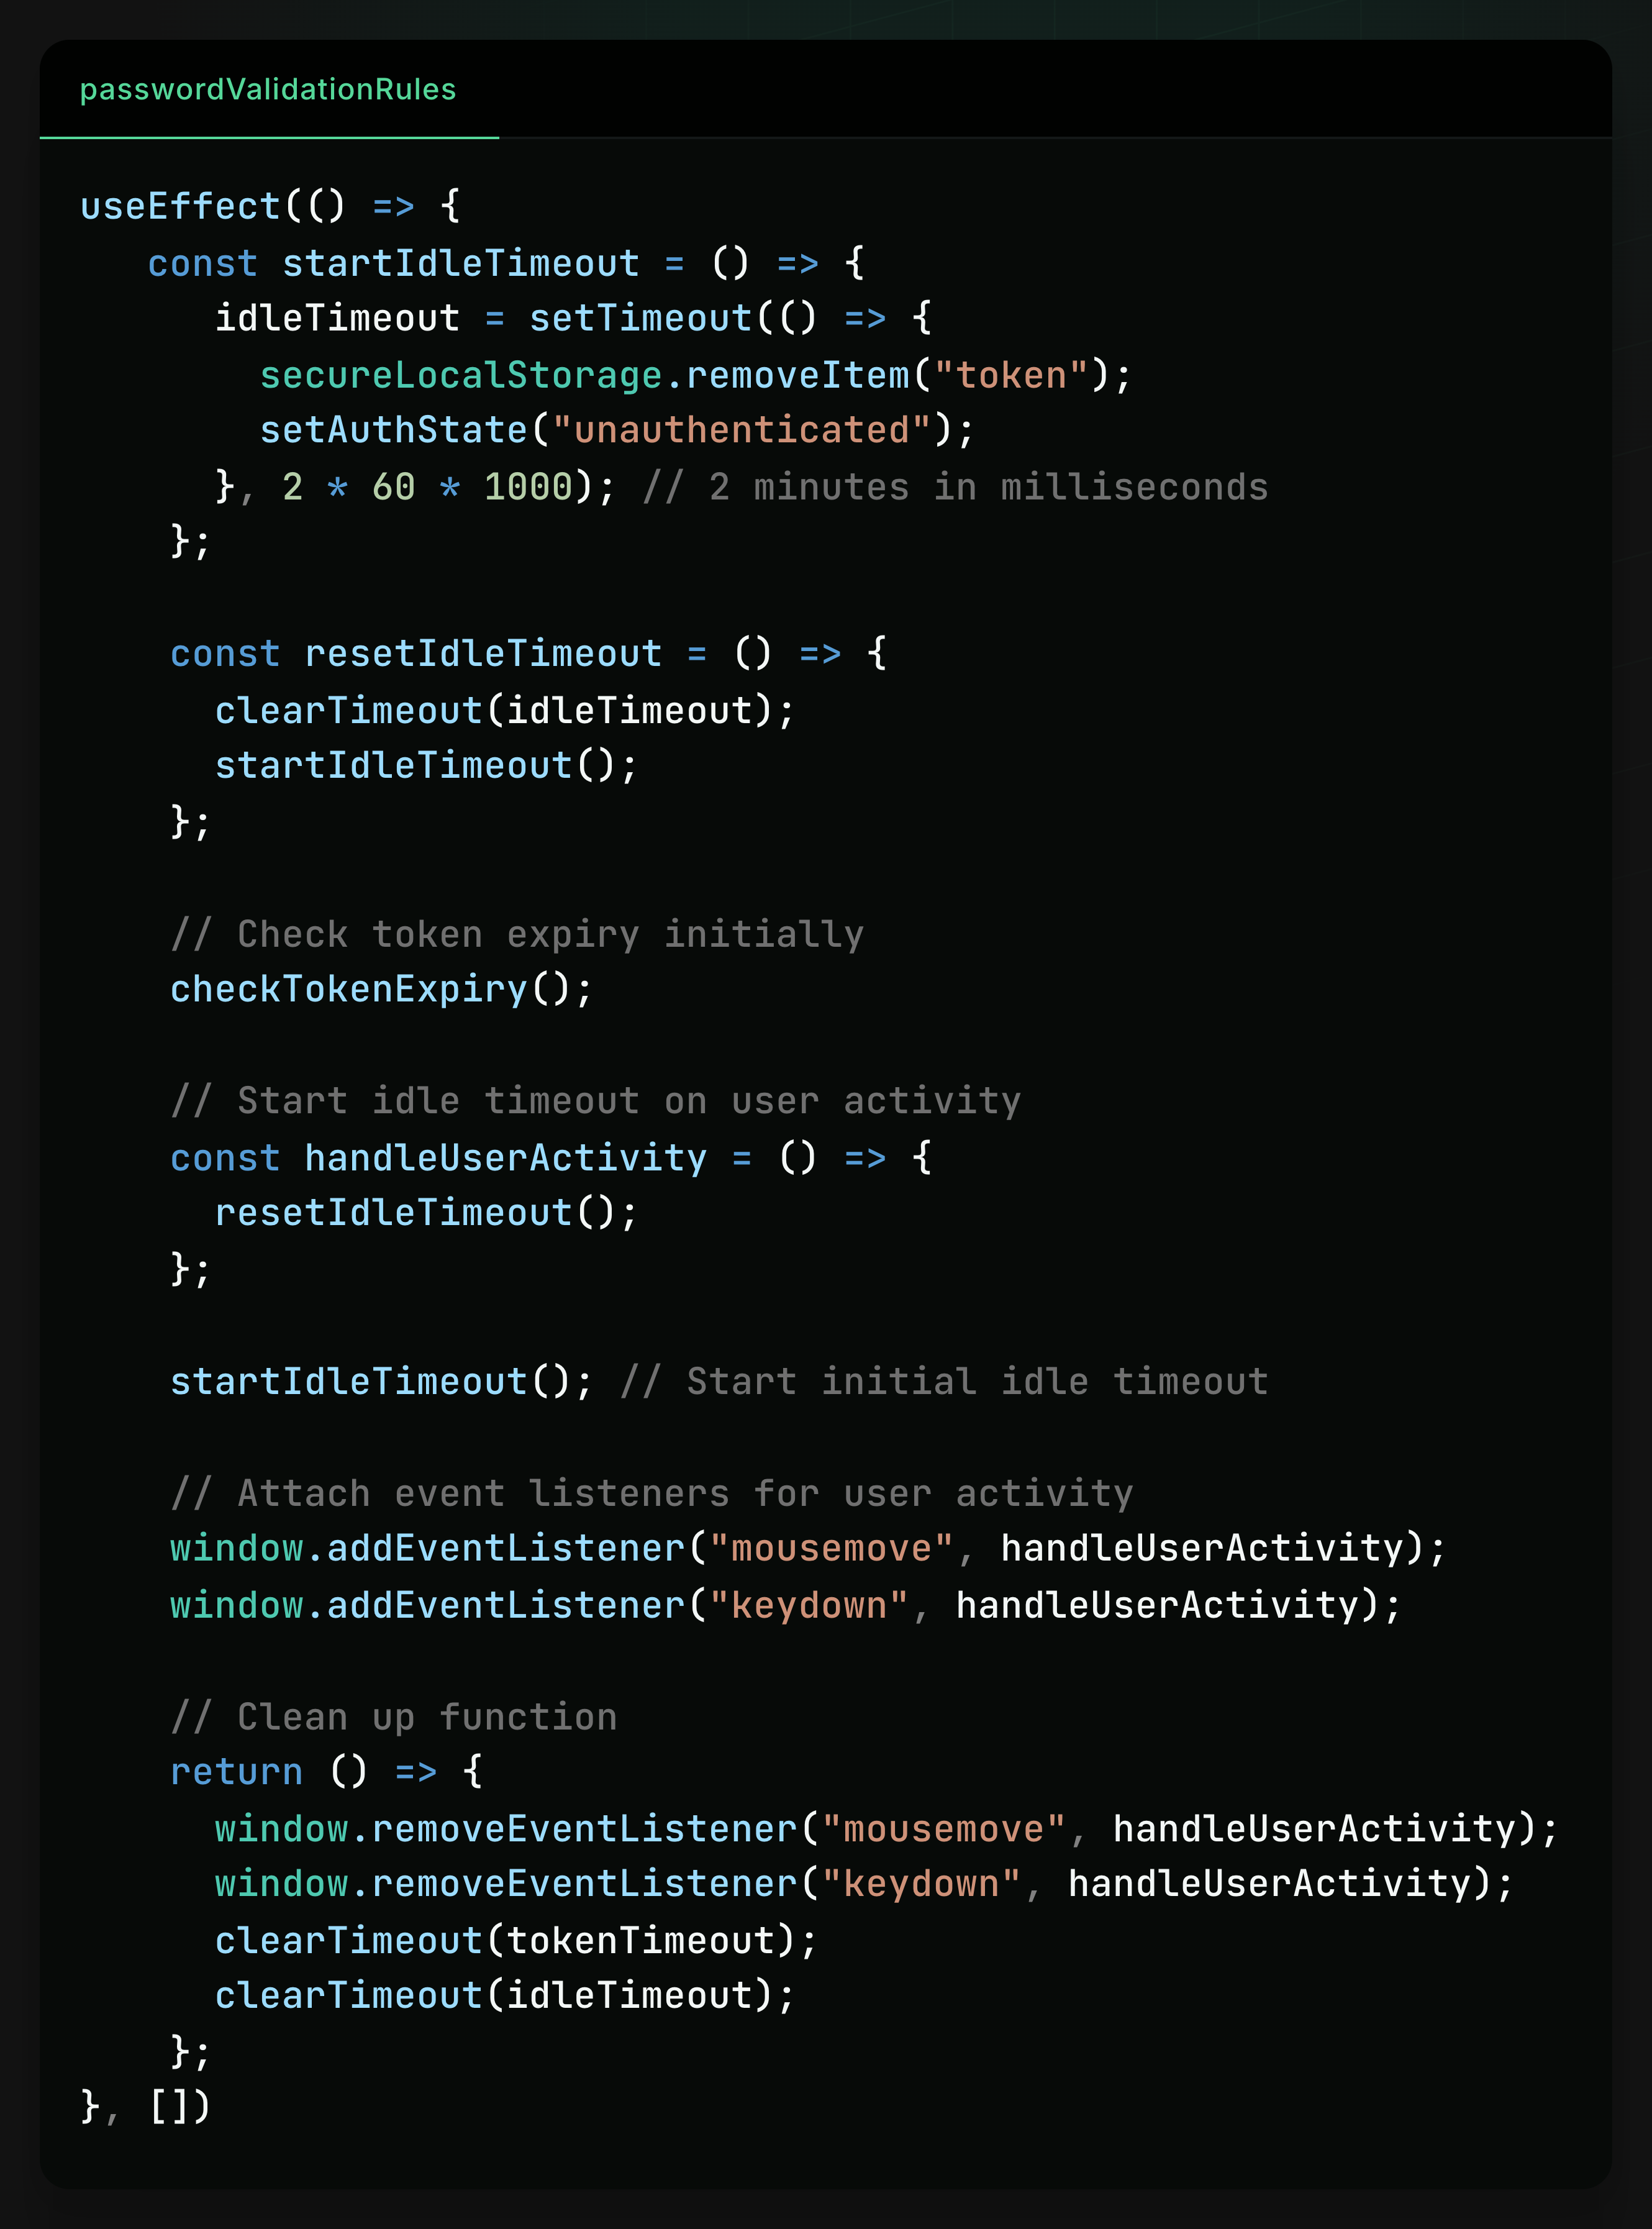 passwordValidationRules
useEffect(() => {
   const startIdleTimeout = () => {
      idleTimeout = setTimeout(() => {
        secureLocalStorage.removeItem("token");
        setAuthState("unauthenticated");
      }, 2 * 60 * 1000); // 2 minutes in milliseconds
    };
    const resetIdleTimeout = () => {
      clearTimeout(idleTimeout);
      startIdleTimeout();
    };
    // Check token expiry initially
    checkTokenExpiry();
    // Start idle timeout on user activity
    const handleUserActivity = () => {
      resetIdleTimeout();
    };
    startIdleTimeout(); // Start initial idle timeout
    // Attach event listeners for user activity
    window.addEventListener("mousemove", handleUserActivity);
    window.addEventListener("keydown", handleUserActivity);
    // Clean up function
    return () => {
      window.removeEventListener("mousemove", handleUserActivity);
      window.removeEventListener("keydown", handleUserActivity);
      clearTimeout(tokenTimeout);
      clearTimeout(idleTimeout);
    };
}, [])